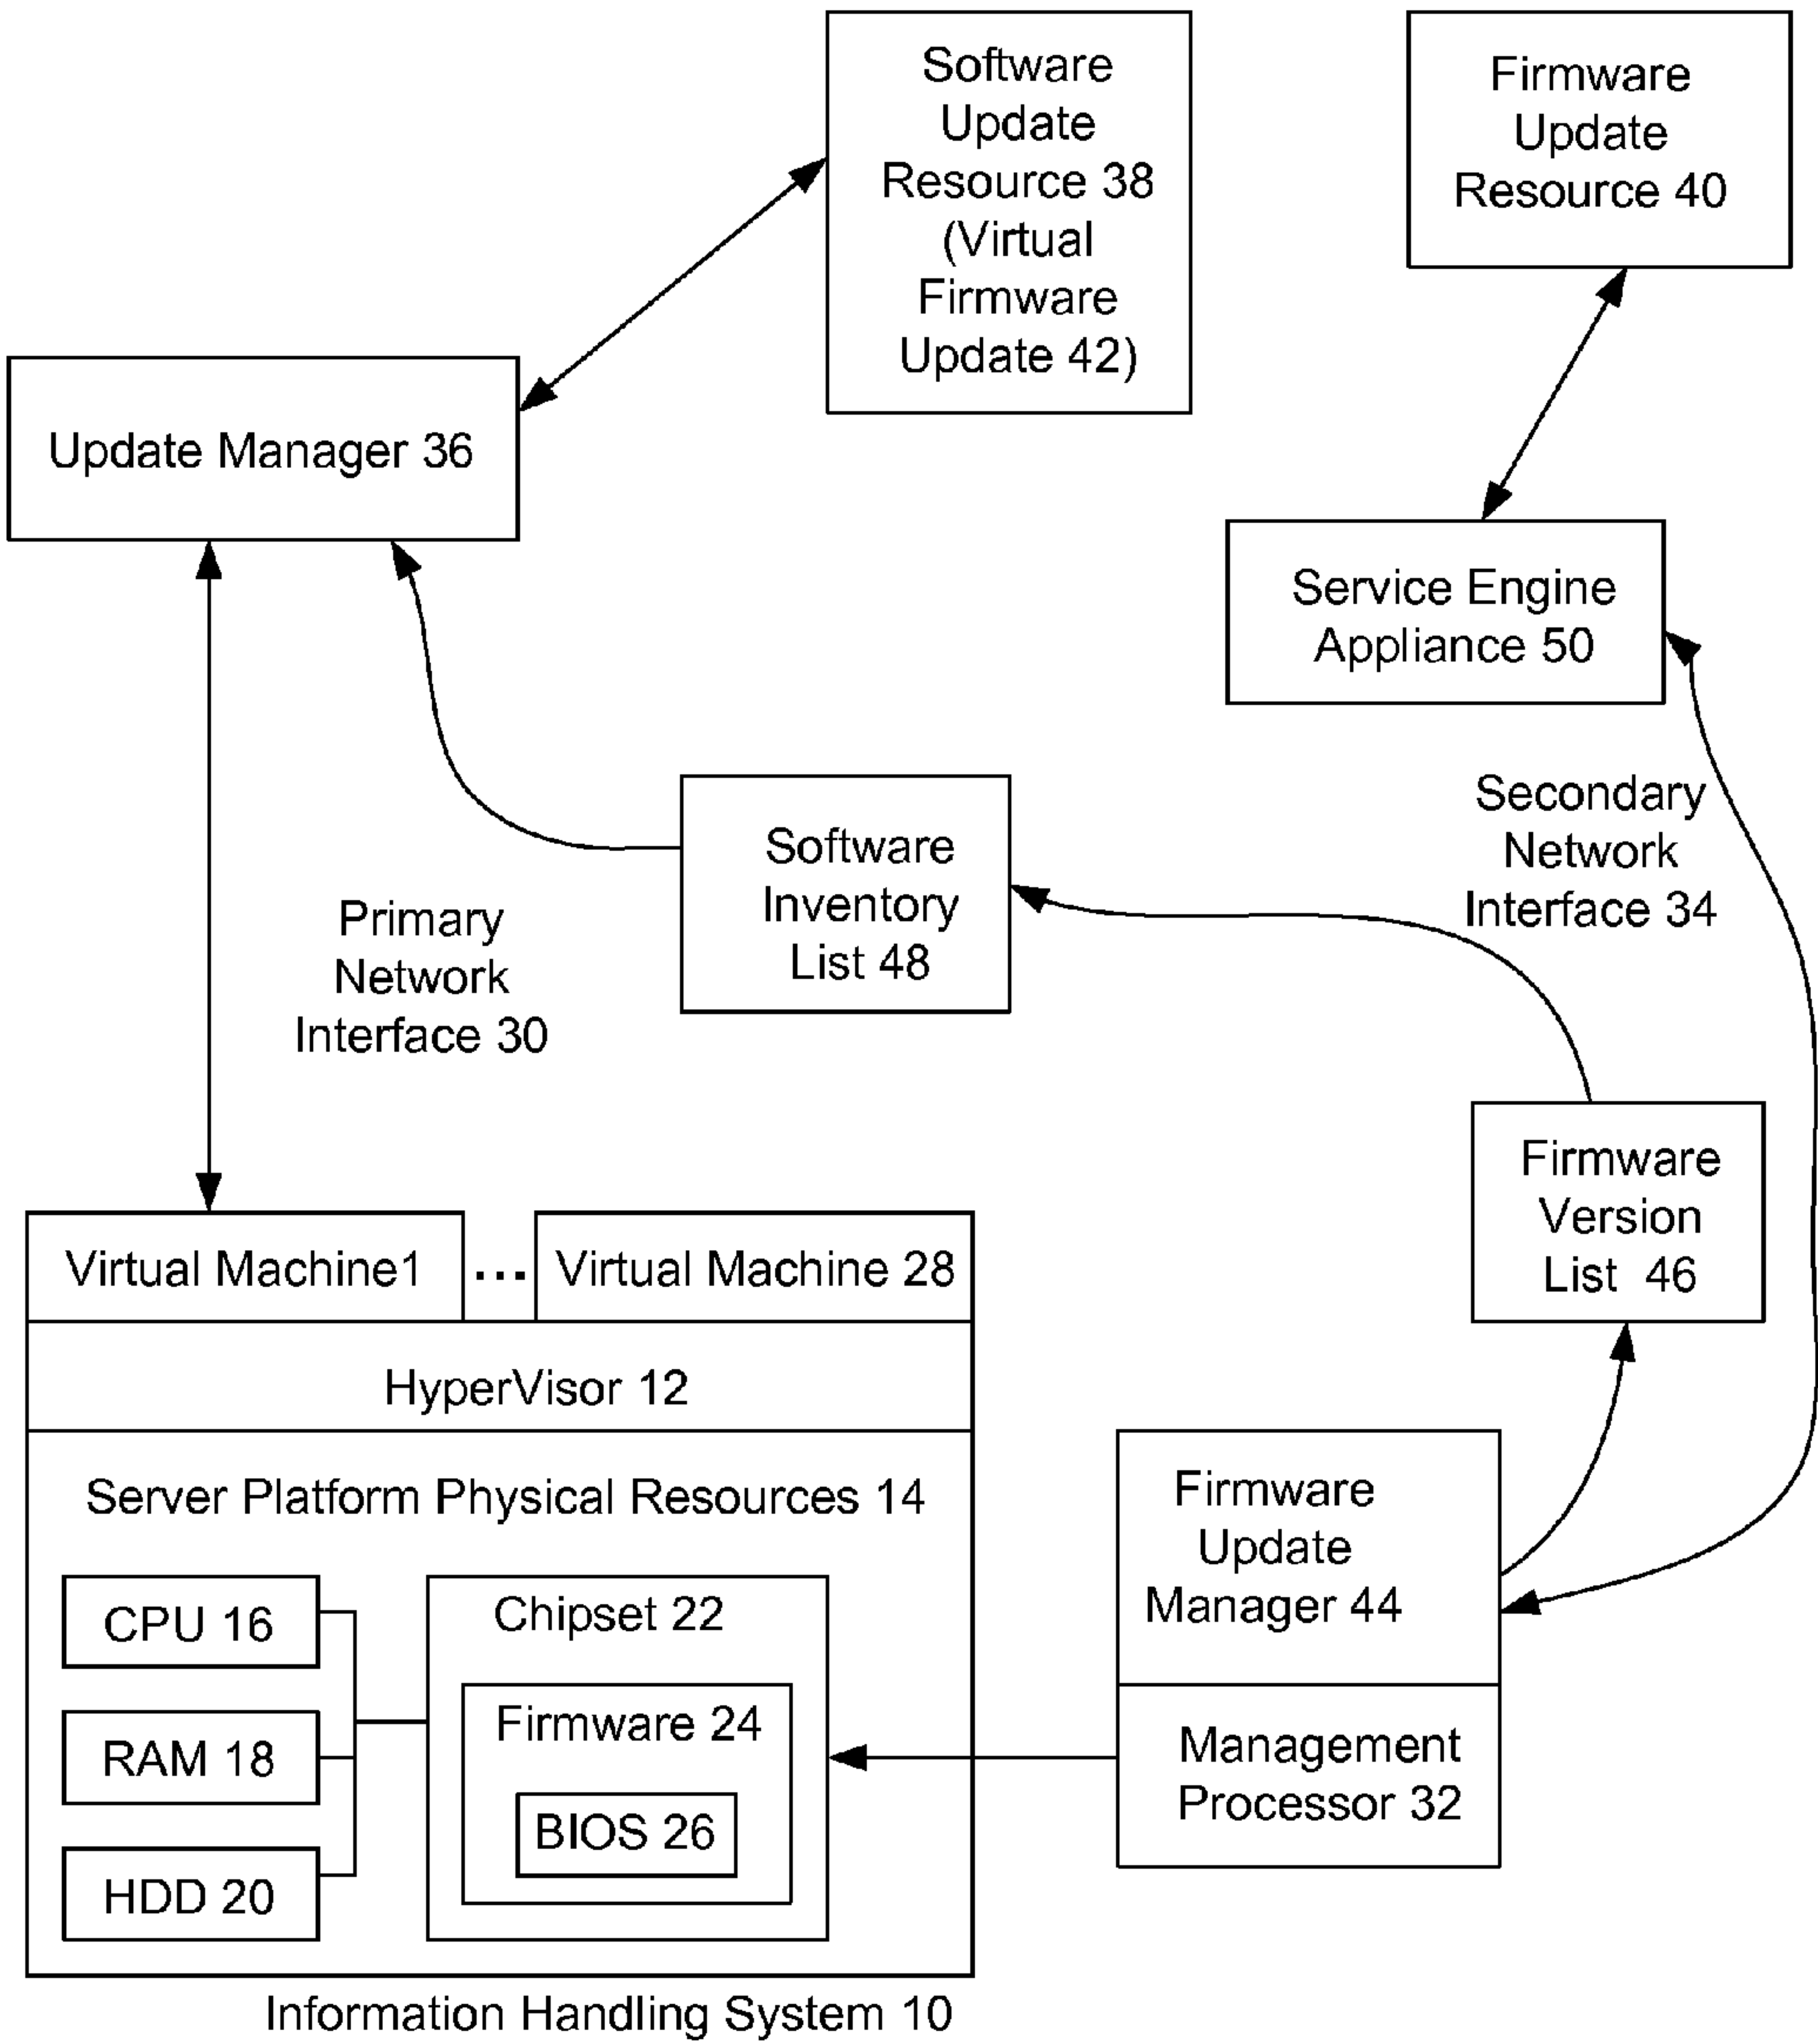 Software
Update
Resource 38
(Virtual
Firmware
Update 42)
Firmware
Update
Resource 40
Update Manager 36
Service Engine
Appliance 50
Secondary
Network
Interface 34
Software
Inventory
List 48
Primary
Network
Interface 30
Firmware
Version
List 46
Virtual Machine1
...
Virtual Machine 28
HyperVisor 12
Server Platform Physical Resources 14
Firmware
Update
Manager 44
CPU 16
Chipset 22
RAM 18
Firmware 24
Management
Processor 32
BIOS 26
HDD 20
Information Handling System 10